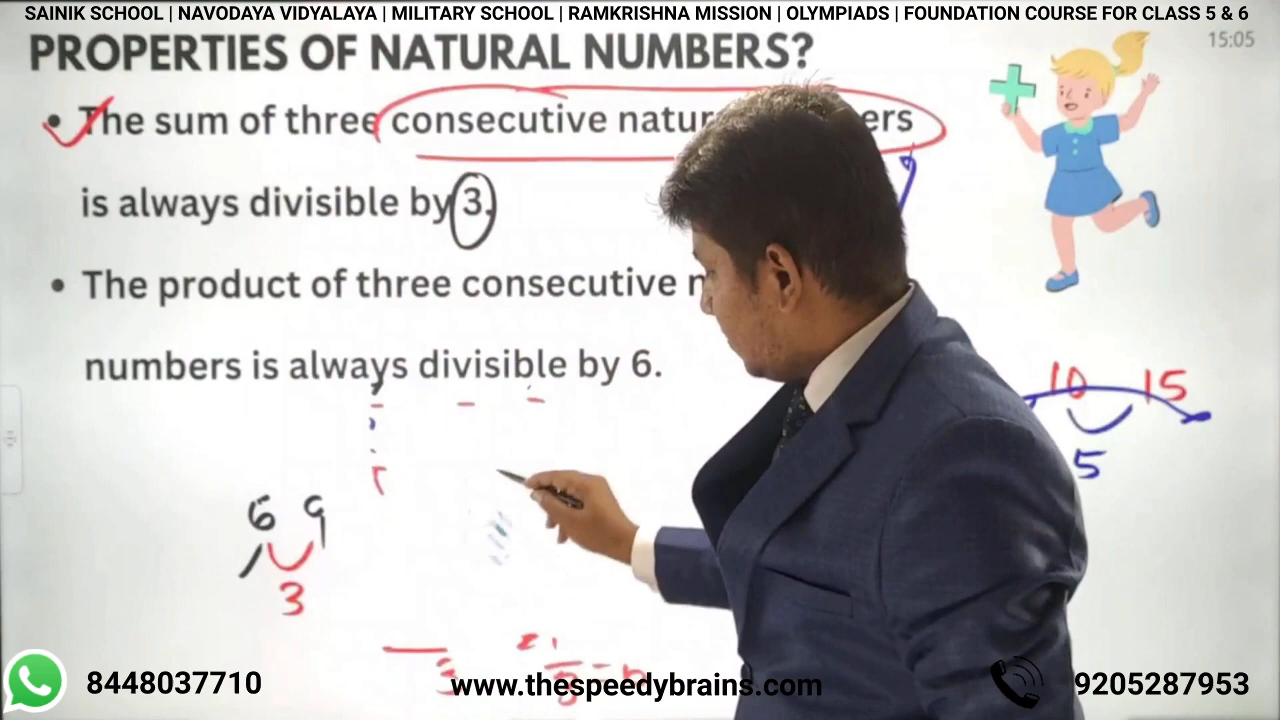 SAINIK SCHOOL | NAVODAYA VIDYALAYA | MILITARY SCHOOL | RAMKRISHNA MISSION | OLYMPIADS | FOUNDATION COURSE FOR CLASS 5 & 6
15:05
PROPERTIES OF NATURAL NUMBERS?
• The sum of three consecutive
is always divisible by 3.
• The product of three consecutive
numbers is always divisible by 6.
10 15
5
6 9
3
8448037710 www.thespeedybrains.com 9205287953